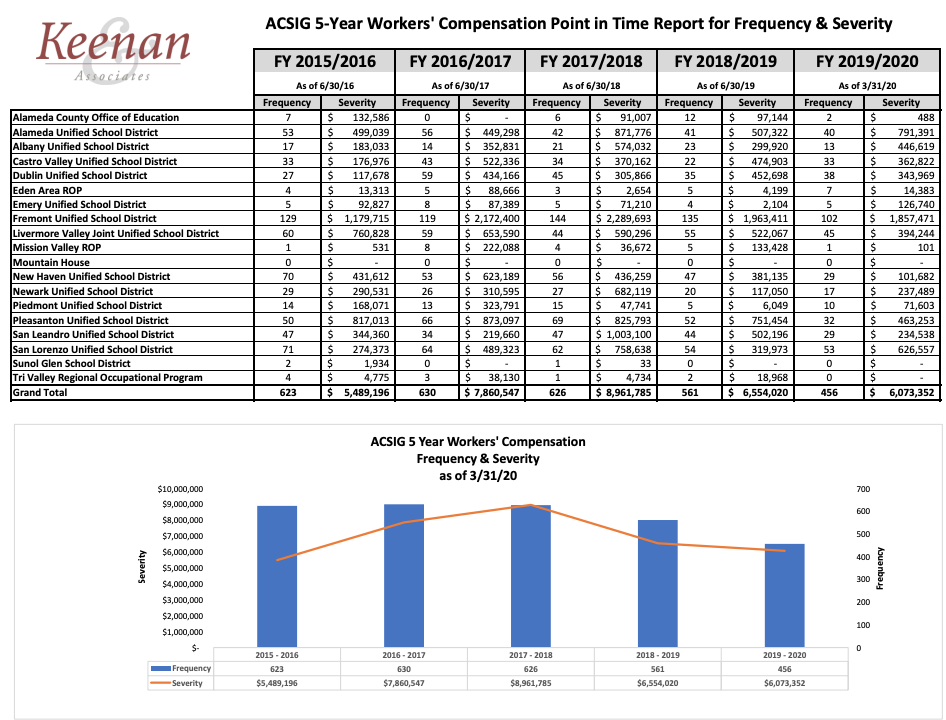 Keenan
& Associates
ACSIG 5-Year Workers' Compensation Point in Time Report for Frequency & Severity
FY 2015/2016 FY 2016/2017 FY 2017/2018 FY 2018/2019 FY 2019/2020
As of 6/30/16 As of 6/30/17 As of 6/30/18 As of 6/30/19 As of 3/31/20
Frequency Severity Frequency Severity Frequency Severity Frequency Severity Frequency Severity
Alameda County Office of Education 7 $ 132,586 0 $ - 6 $ 91,007 12 $ 97,144 2 $ 488
Alameda Unified School District 53 $ 499,039 56 $ 449,298 42 $ 871,776 41 $ 507,322 40 $ 791,391
Albany Unified School District 17 $ 183,033 14 $ 352,831 21 $ 574,032 23 $ 299,920 13 $ 446,619
Castro Valley Unified School District 33 $ 176,976 43 $ 522,336 34 $ 370,162 22 $ 474,903 33 $ 362,822
Dublin Unified School District 27 $ 117,678 59 $ 434,166 45 $ 305,866 35 $ 452,698 38 $ 343,969
Eden Area ROP 4 $ 13,313 5 $ 88,666 3 $ 2,654 5 $ 4,199 7 $ 14,383
Emery Unified School District 5 $ 92,827 8 $ 87,389 5 $ 71,210 4 $ 2,104 5 $ 126,740
Fremont Unified School District 129 $ 1,179,715 119 $ 2,172,400 144 $ 2,289,693 135 $ 1,963,411 102 $ 1,857,471
Livermore Valley Joint Unified School District 60 $ 760,828 59 $ 653,590 44 $ 590,296 55 $ 522,067 45 $ 394,244
Mission Valley ROP 1 $ 531 8 $ 222,088 4 $ 36,672 5 $ 133,428 1 $ 101
Mountain House 0 $ - 0 $ - 0 $ - 0 $ - 0 $ -
New Haven Unified School District 70 $ 431,612 53 $ 623,189 56 $ 436,259 47 $ 381,135 29 $ 101,682
Newark Unified School District 29 $ 290,531 26 $ 310,595 27 $ 682,119 20 $ 117,050 17 $ 237,489
Piedmont Unified School District 14 $ 168,071 13 $ 323,791 15 $ 47,741 5 $ 6,049 10 $ 71,603
Pleasanton Unified School District 50 $ 817,013 66 $ 873,097 69 $ 825,793 52 $ 751,454 32 $ 463,253
San Leandro Unified School District 47 $ 344,360 34 $ 219,660 47 $ 1,003,100 44 $ 502,196 29 $ 234,538
San Lorenzo Unified School District 71 $ 274,373 64 $ 489,323 62 $ 758,638 54 $ 319,973 53 $ 626,557
Sunol Glen School District 2 $ 1,934 0 $ - 1 $ 33 0 $ - 0 $ -
Tri Valley Regional Occupational Program 4 $ 4,775 3 $ 38,130 1 $ 4,734 2 $ 18,968 0 $ -
Grand Total 623 $ 5,489,196 630 $ 7,860,547 626 $ 8,961,785 561 $ 6,554,020 456 $ 6,073,352
ACSIG 5 Year Workers' Compensation
Frequency & Severity
as of 3/31/20
$10,000,000 700
$9,000,000
$8,000,000 600
$7,000,000 500
$6,000,000 400
$5,000,000
$4,000,000 300
$3,000,000 200
$2,000,000
$1,000,000 100
$- 0
Severity
Frequency
2015 - 2016 2016 - 2017 2017 - 2018 2018 - 2019 2019 - 2020
Frequency 623 630 626 561 456
Severity $5,489,196 $7,860,547 $8,961,785 $6,554,020 $6,073,352